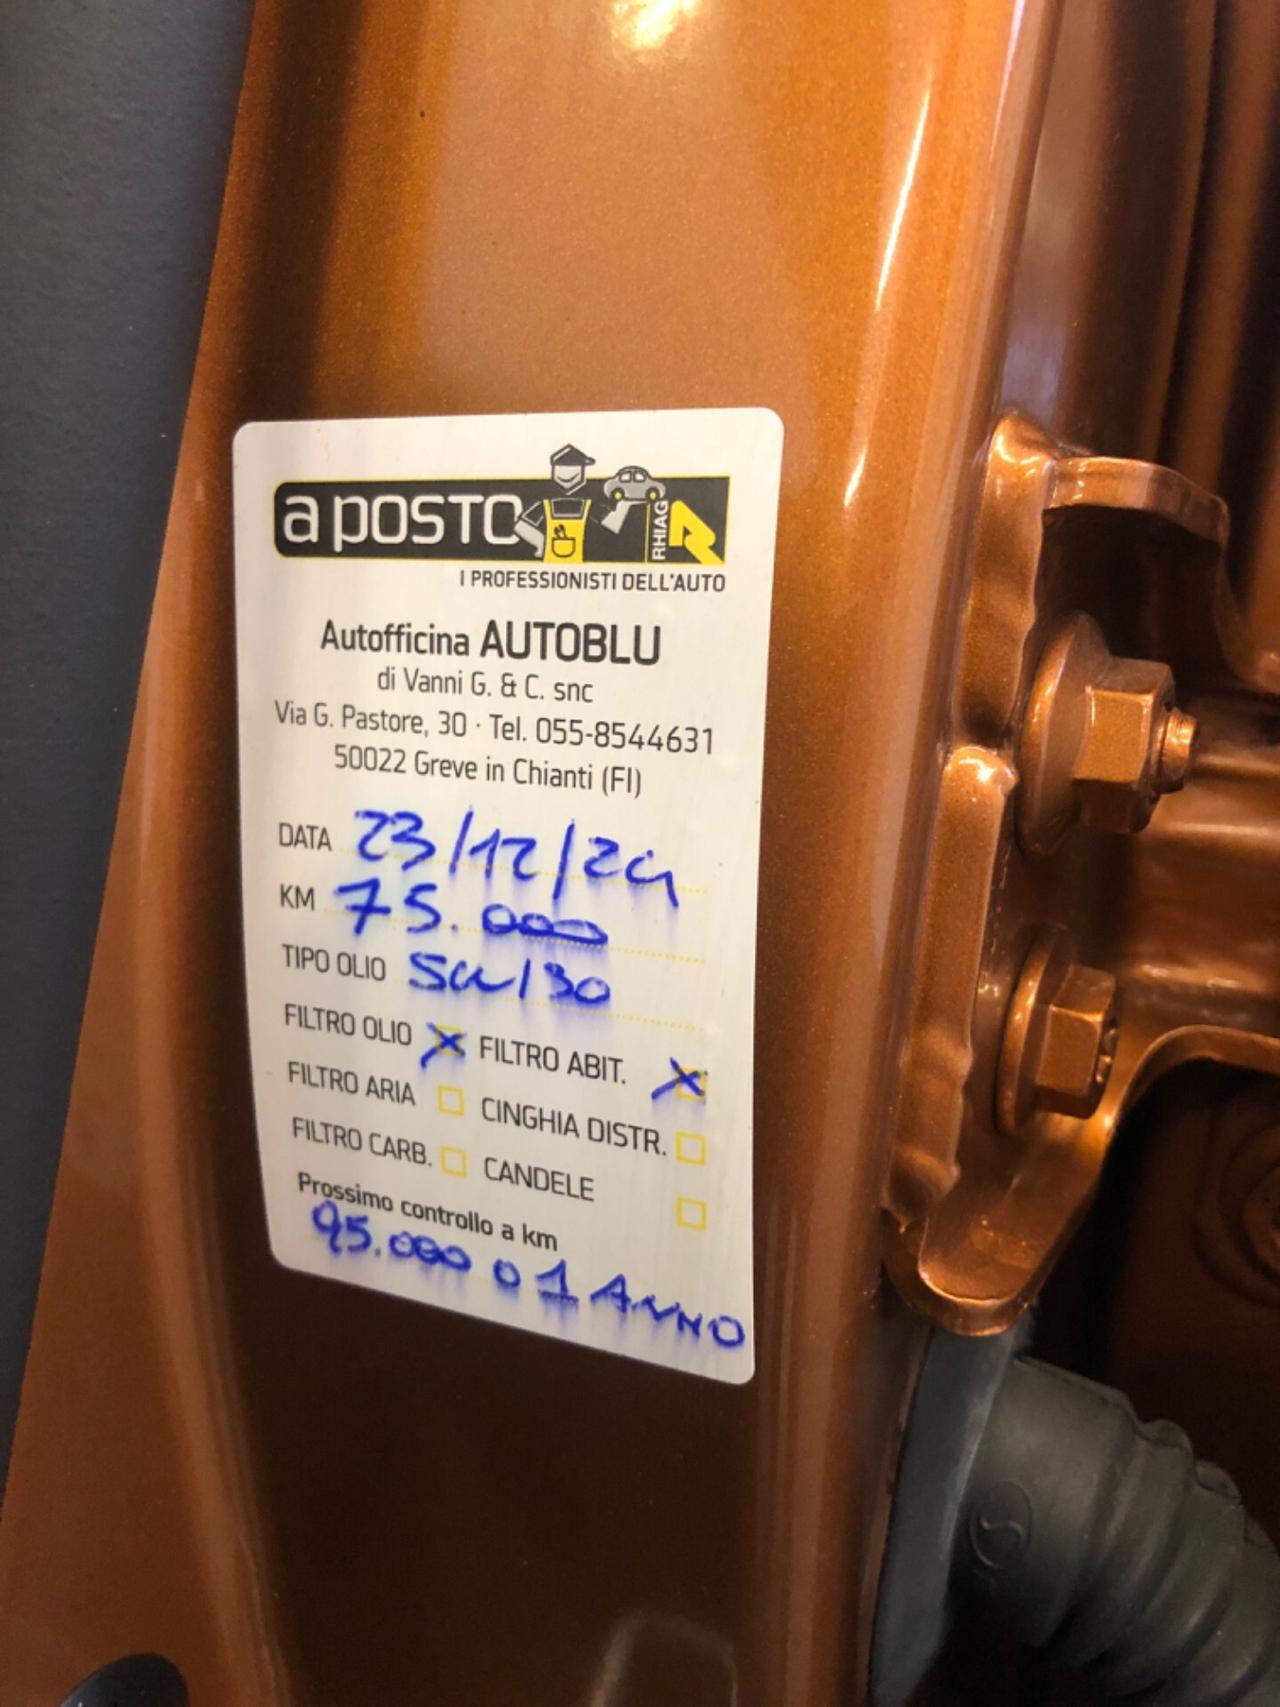 a posto
RHIAG
I PROFESSIONISTI DELL'AUTO
Autofficina AUTOBLU
di Vanni G. & C. snc
Via G. Pastore, 30 · Tel. 055-8544631
50022 Greve in Chianti (FI)
DATA 23/12/24
KM 75.000
TIPO OLIO 5W/30
FILTRO OLIO X FILTRO ABIT. X
FILTRO ARIA CINGHIA DISTR.
FILTRO CARB. CANDELE
Prossimo controllo a km
95.000 o 1 ANNO